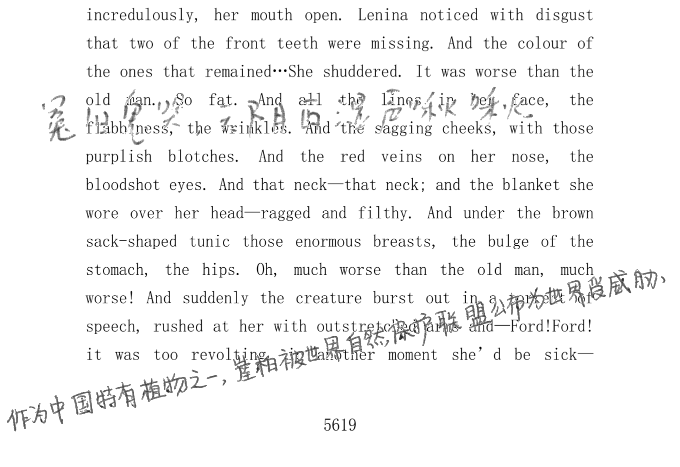 incredulously, her mouth open. Lenina noticed with disgust
that two of the front teeth were missing. And the colour of
the ones that remained…She shuddered. It was worse than the
old man. So fat. And all the lines in her face, the
flabbiness, the wrinkles. And the sagging cheeks, with those
purplish blotches. And the red veins on her nose, the
bloodshot eyes. And that neck—that neck; and the blanket she
wore over her head—ragged and filthy. And under the brown
sack-shaped tunic those enormous breasts, the bulge of the
stomach, the hips. Oh, much worse than the old man, much
worse! And suddenly the creature burst out in a torrent of
speech, rushed at her with outstretched arms and—Ford!Ford!
it was too revolting, in another moment she'd be sick—
作为中国特有植物之一,崖柏被世界自然保护联盟公布为世界受威胁、
5619